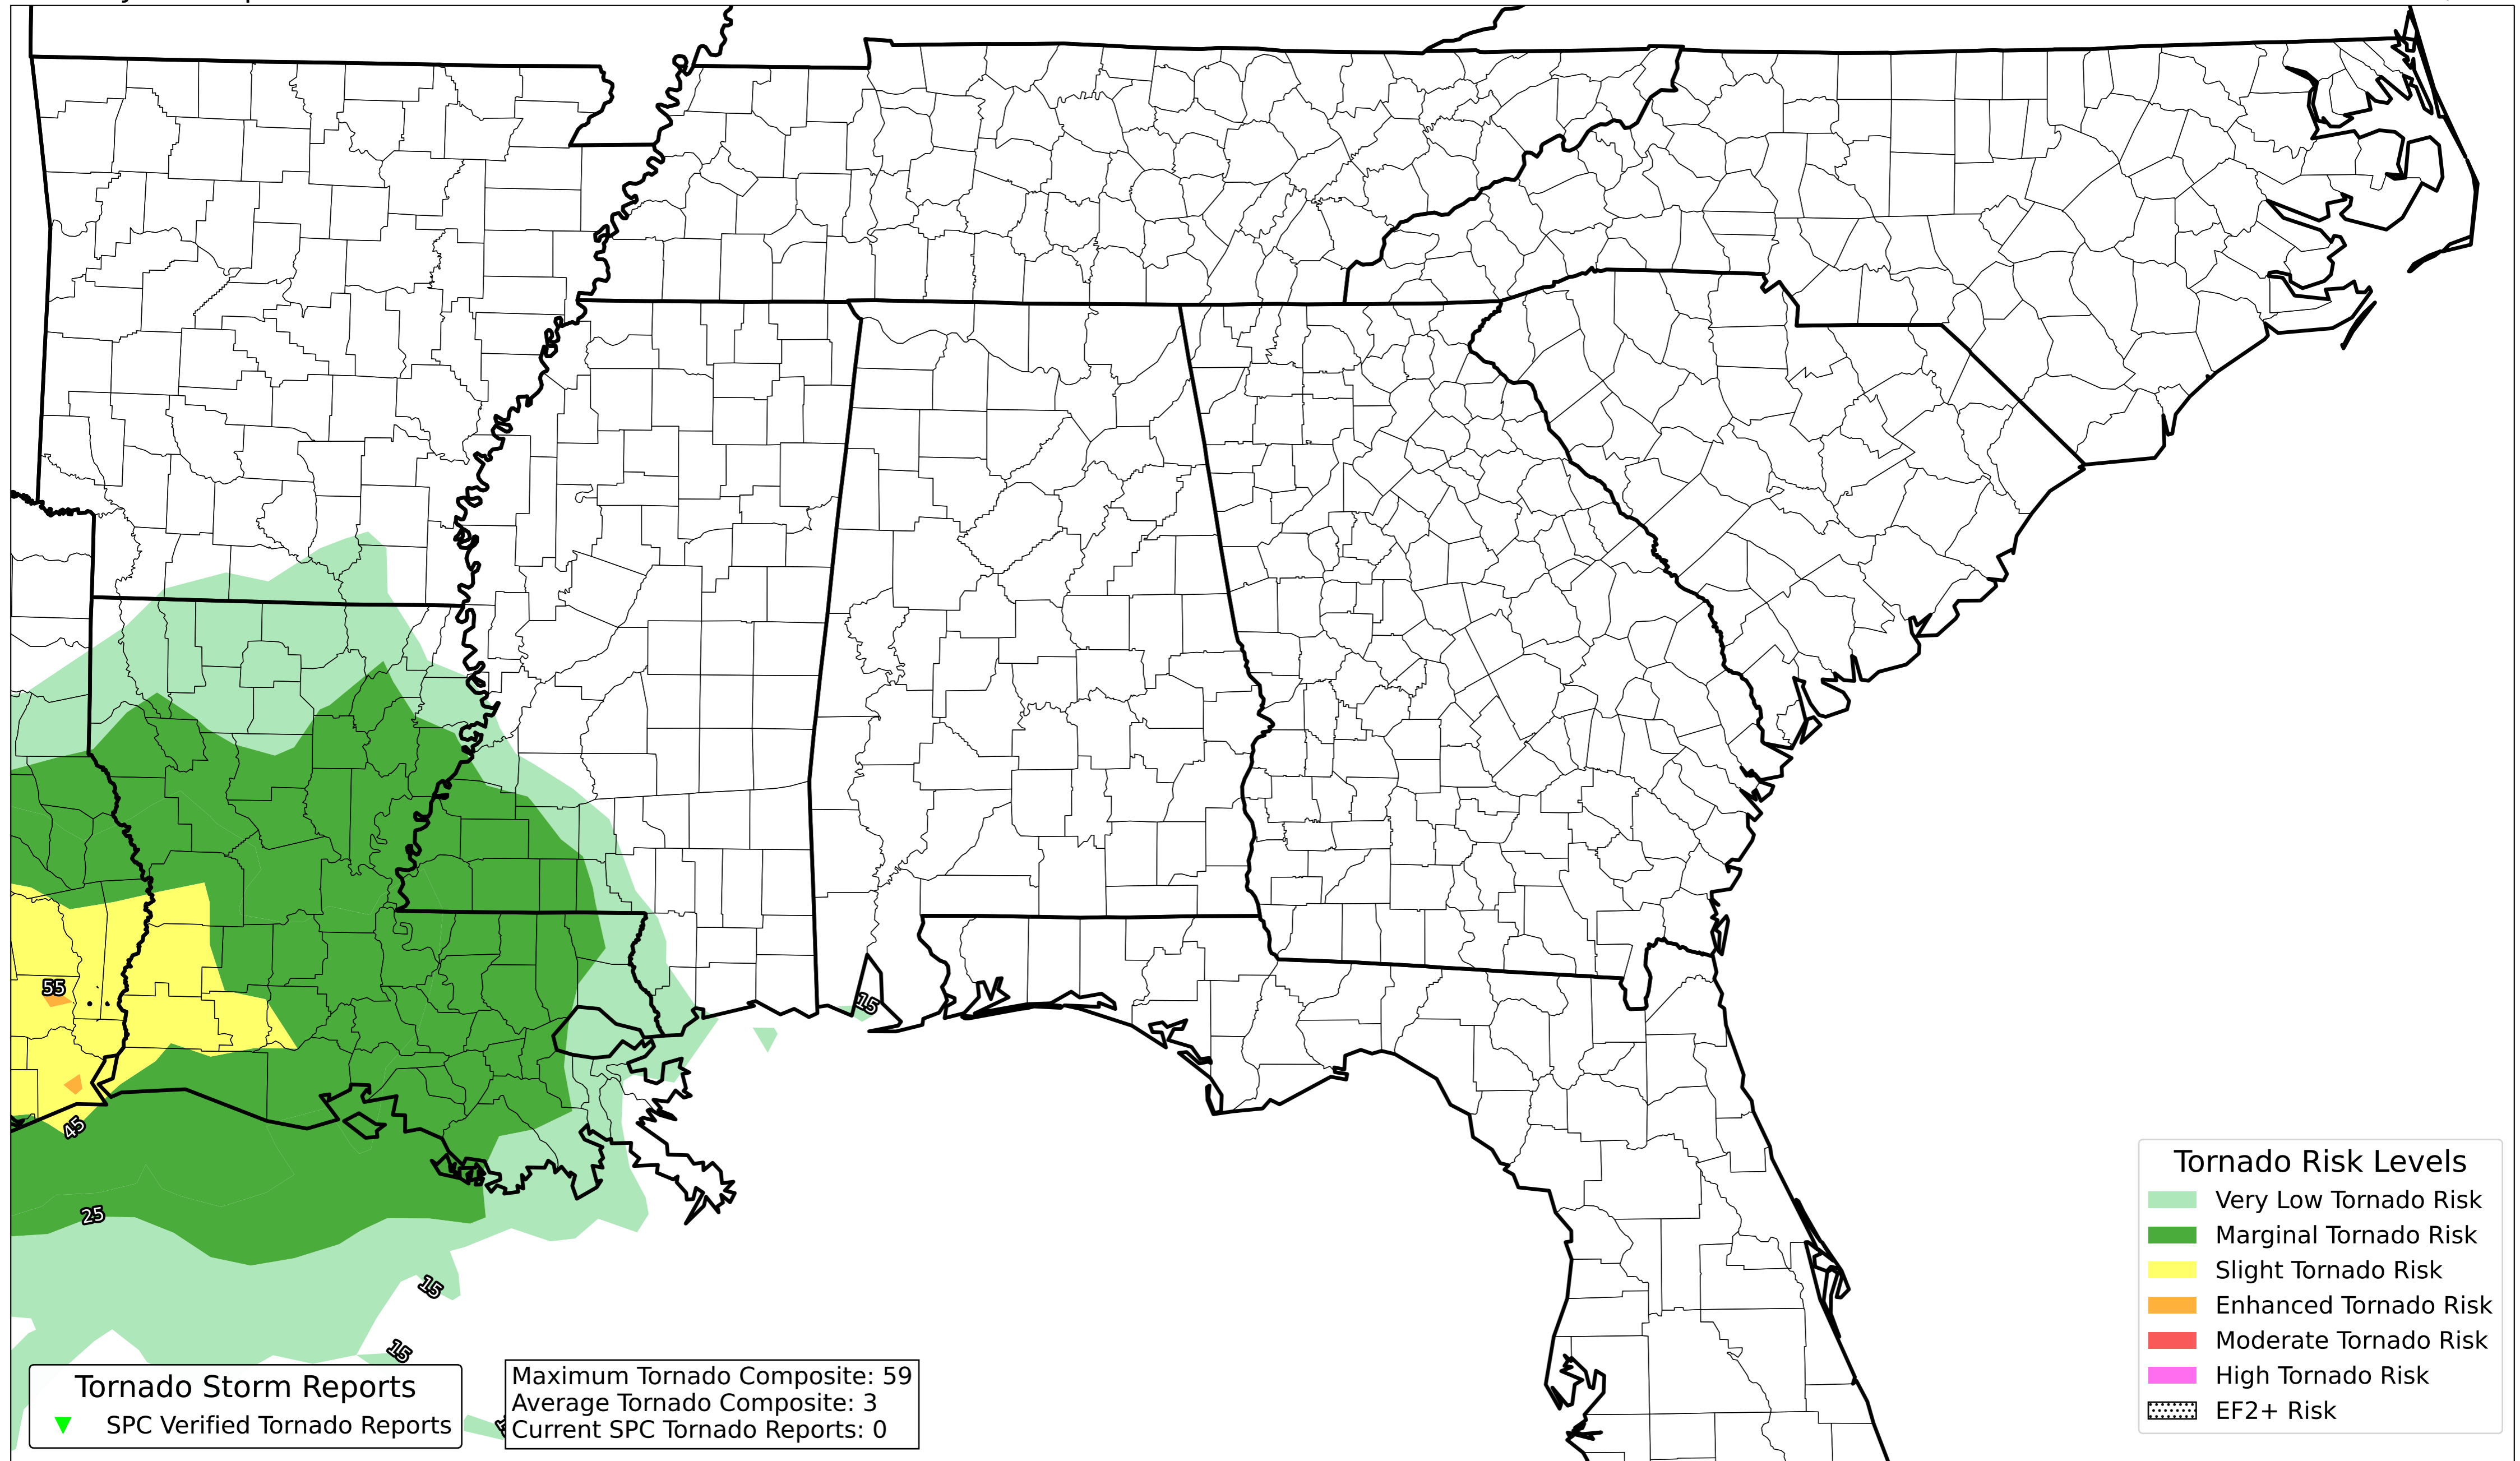 55
15
45
25
15
15
Tornado Storm Reports
SPC Verified Tornado Reports
Maximum Tornado Composite: 59
Average Tornado Composite: 3
Current SPC Tornado Reports: 0
Tornado Risk Levels
Very Low Tornado Risk
Marginal Tornado Risk
Slight Tornado Risk
Enhanced Tornado Risk
Moderate Tornado Risk
High Tornado Risk
EF2+ Risk